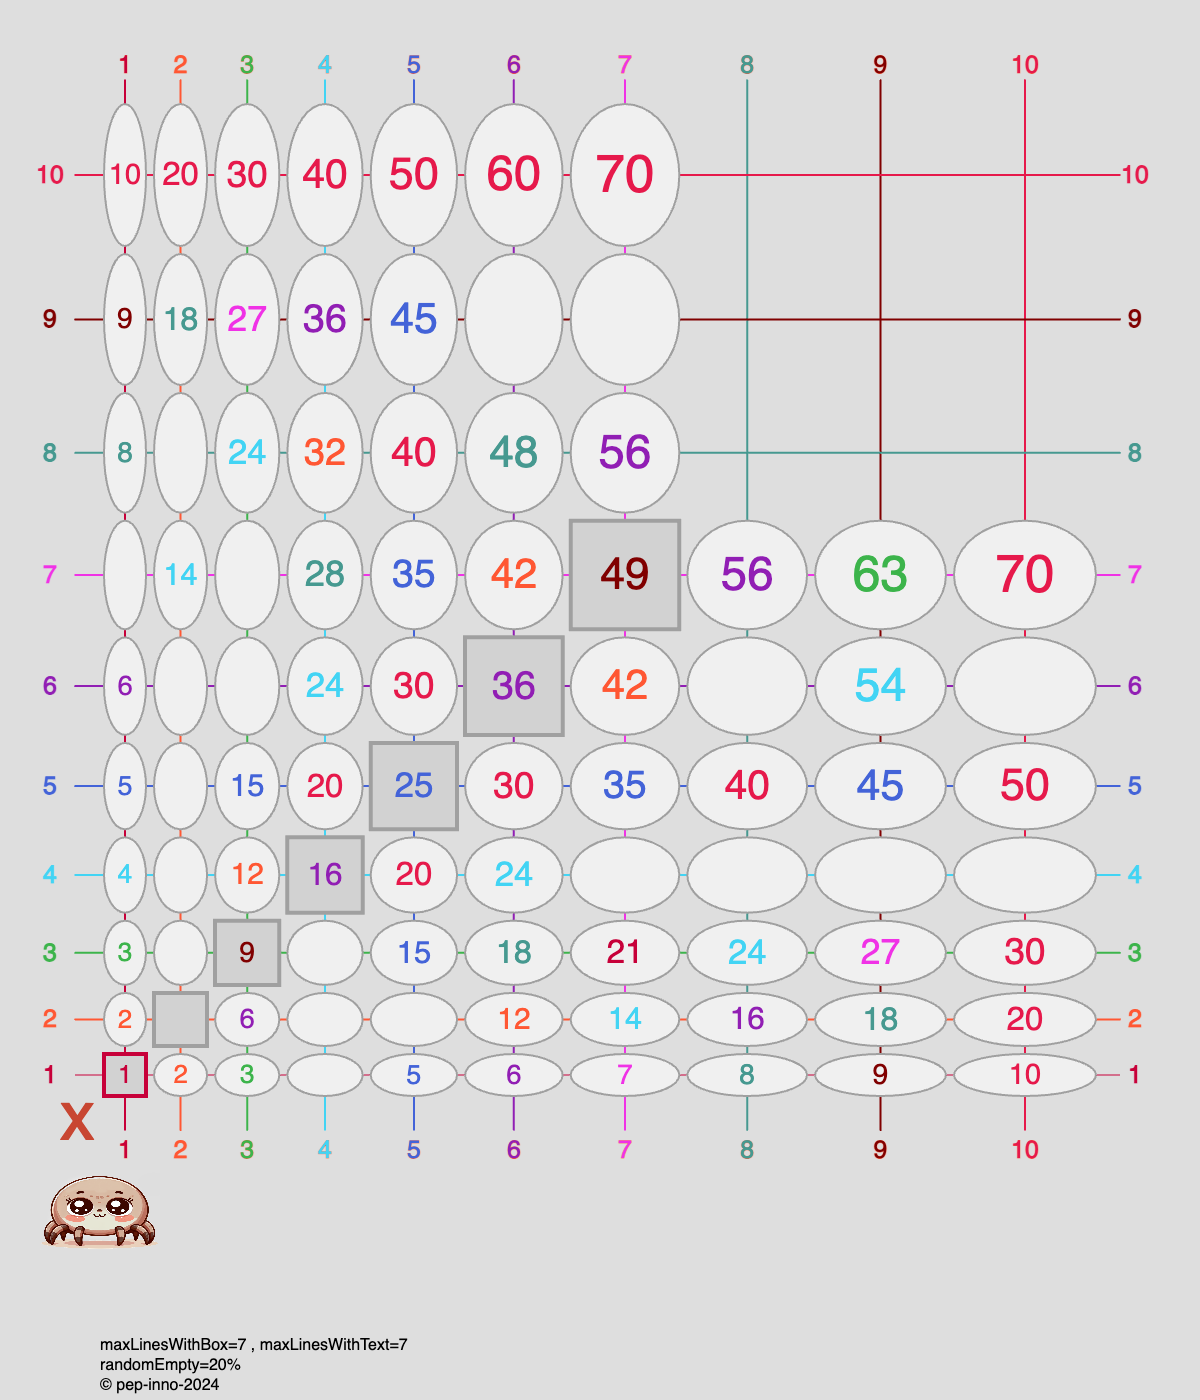 1 2 3 4 5 6 7 8 9 10
10 10 20 30 40 50 60 70 10
9 9 18 27 36 45 9
8 8 24 32 40 48 56 8
7 14 28 35 42 49 56 63 70 7
6 6 24 30 36 42 54 6
5 5 15 20 25 30 35 40 45 50 5
4 4 12 16 20 24 4
3 3 9 15 18 21 24 27 30 3
2 2 6 12 14 16 18 20 2
1 1 2 3 5 6 7 8 9 10 1
X
1 2 3 4 5 6 7 8 9 10
maxLinesWithBox=7 , maxLinesWithText=7
randomEmpty=20%
© pep-inno-2024